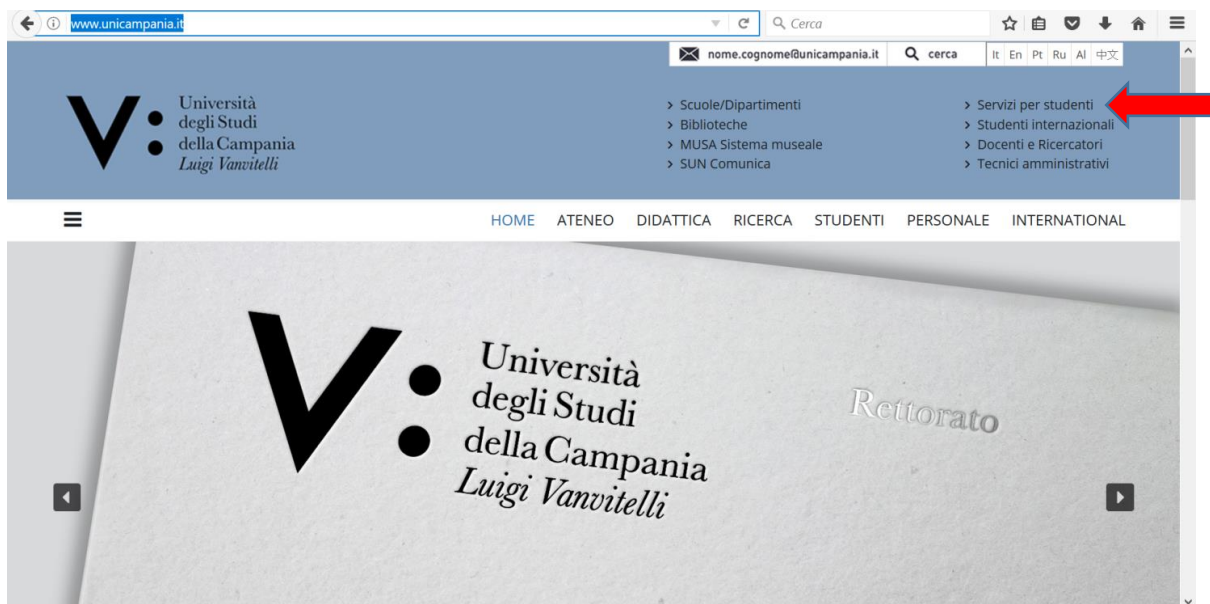 www.unicampania.it
Cerca
nome.cognome@unicampania.it
cerca
It En Pt Ru Al 中文
Università
degli Studi
della Campania
Luigi Vanvitelli
> Scuole/Dipartimenti
> Biblioteche
> MUSA Sistema museale
> SUN Comunica
> Servizi per studenti
> Studenti internazionali
> Docenti e Ricercatori
> Tecnici amministrativi
HOME ATENEO DIDATTICA RICERCA STUDENTI PERSONALE INTERNATIONAL
V:
Università
degli Studi
della Campania
Luigi Vanvitelli
Rettorato